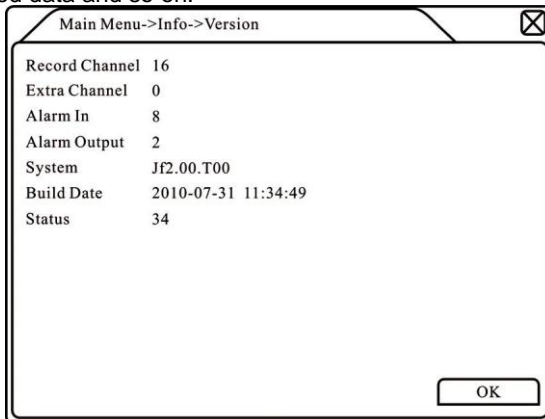 Main Menu->Info->Version
Record Channel 16
Extra Channel 0
Alarm In 8
Alarm Output 2
System Jf2.00.T00
Build Date 2010-07-31 11:34:49
Status 34
OK